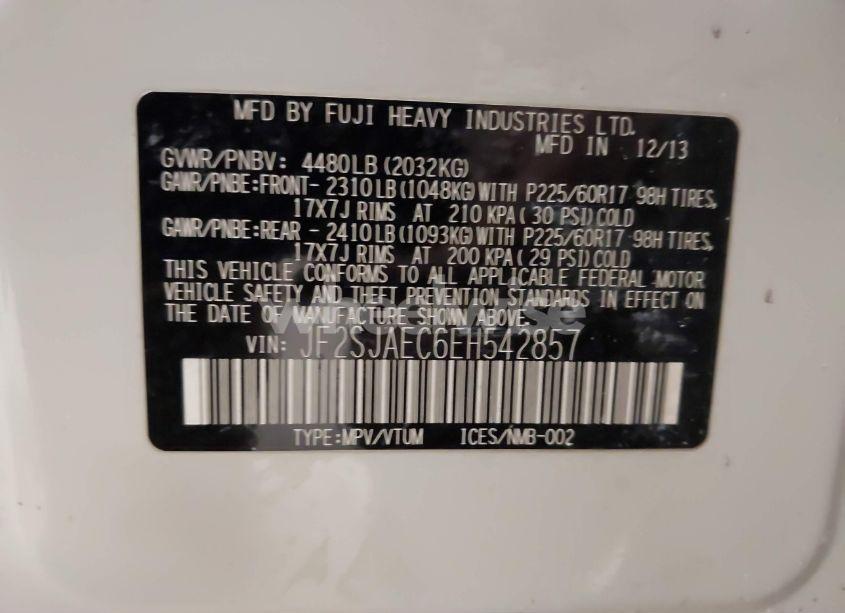 MFD BY FUJI HEAVY INDUSTRIES LTD.
MFD IN 12/13
GVWR/PNBV: 4480LB (2032KG)
GAWR/PNBE:FRONT- 2310LB (1048KG) WITH P225/60R17 98H TIRES,
17X7J RIMS AT 210 KPA ( 30 PSI) COLD
GAWR/PNBE:REAR - 2410LB (1093KG) WITH P225/60R17 98H TIRES,
17X7J RIMS AT 200 KPA ( 29 PSI) COLD
THIS VEHICLE CONFORMS TO ALL APPLICABLE FEDERAL MOTOR
VEHICLE SAFETY AND THEFT PREVENTION STANDARDS IN EFFECT ON
THE DATE OF MANUFACTURE SHOWN ABOVE.
VIN: JF2SJAEC6EH542857
TYPE:MPV/VTUM ICES/NMB-002